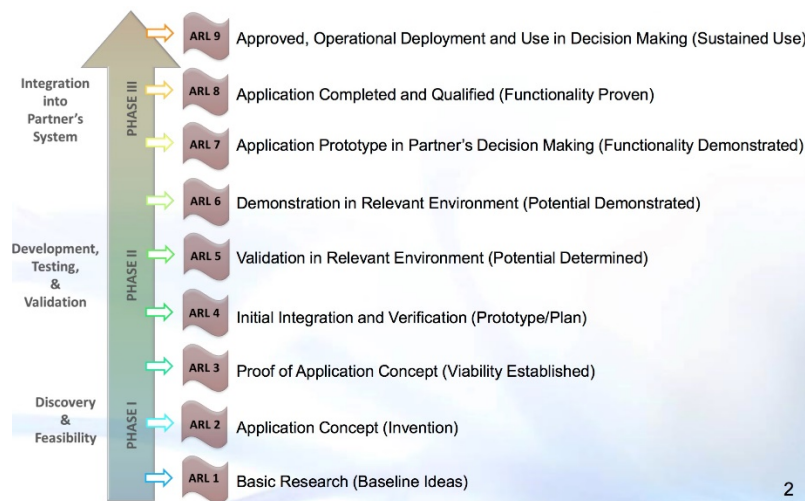 ARL 9 Approved, Operational Deployment and Use in Decision Making (Sustained Use)
Integration
into
Partner's
System
PHASE III
ARL 8 Application Completed and Qualified (Functionality Proven)
ARL 7 Application Prototype in Partner's Decision Making (Functionality Demonstrated)
ARL 6 Demonstration in Relevant Environment (Potential Demonstrated)
Development,
Testing,
&
Validation
PHASE II
ARL 5 Validation in Relevant Environment (Potential Determined)
ARL 4 Initial Integration and Verification (Prototype/Plan)
ARL 3 Proof of Application Concept (Viability Established)
Discovery
&
Feasibility
PHASE I
ARL 2 Application Concept (Invention)
ARL 1 Basic Research (Baseline Ideas)
2